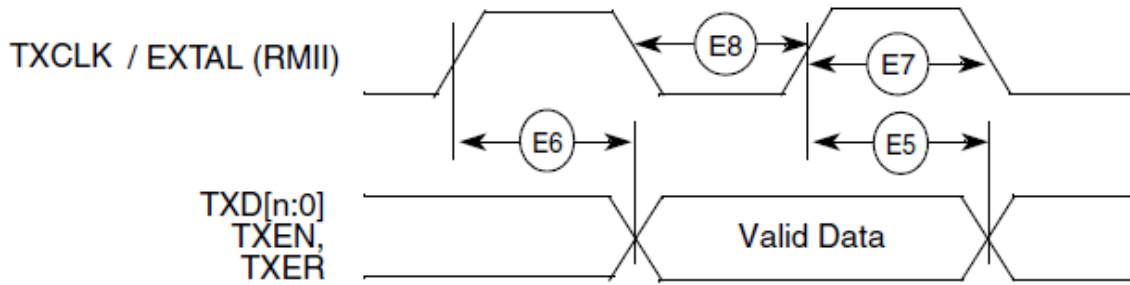 TXCLK / EXTAL (RMII)
E8
E7
E6
E5
TXD[n:0]
TXEN,
TXER
Valid Data